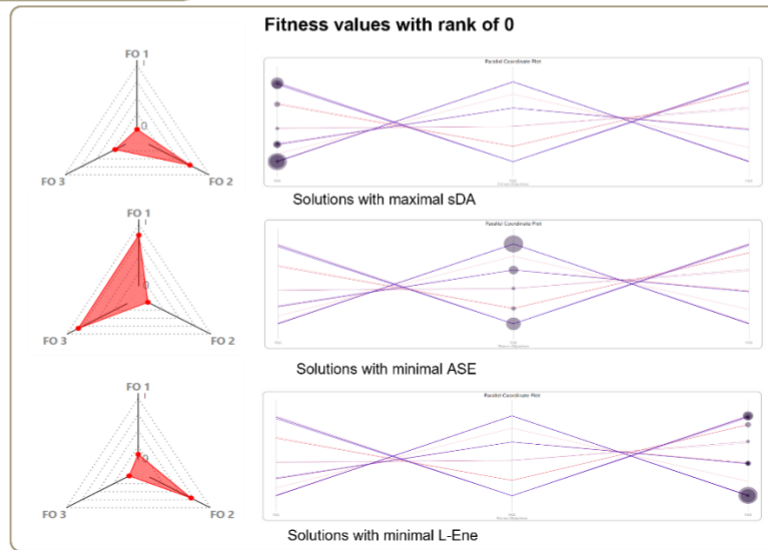 Fitness values with rank of 0
FO 1
1
0
FO 3
FO 2
Parallel Coordinate Plot
Solutions with maximal sDA
FO 1
1
0
FO 3
FO 2
Parallel Coordinate Plot
Solutions with minimal ASE
FO 1
1
0
FO 3
FO 2
Parallel Coordinate Plot
Solutions with minimal L-Ene